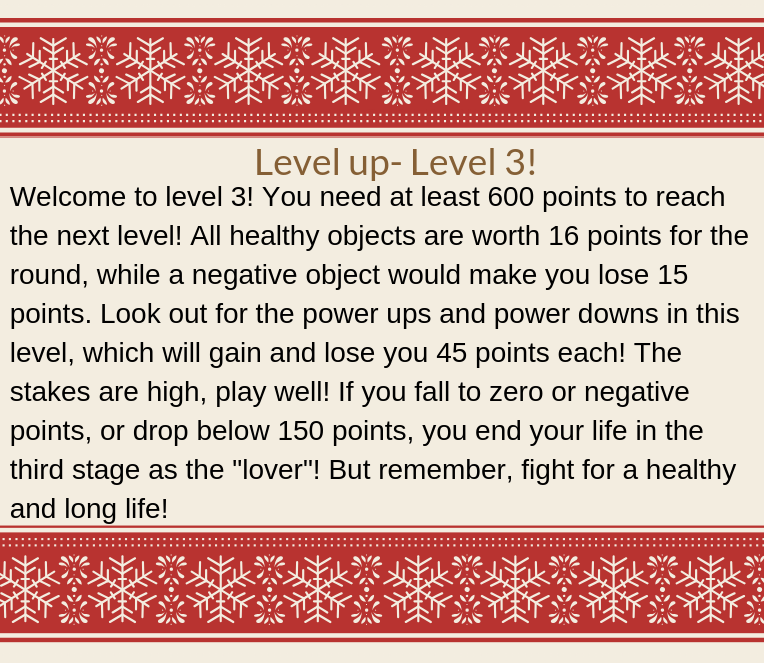 Level up- Level 3!
Welcome to level 3! You need at least 600 points to reach
the next level! All healthy objects are worth 16 points for the
round, while a negative object would make you lose 15
points. Look out for the power ups and power downs in this
level, which will gain and lose you 45 points each! The
stakes are high, play well! If you fall to zero or negative
points, or drop below 150 points, you end your life in the
third stage as the "lover"! But remember, fight for a healthy
and long life!